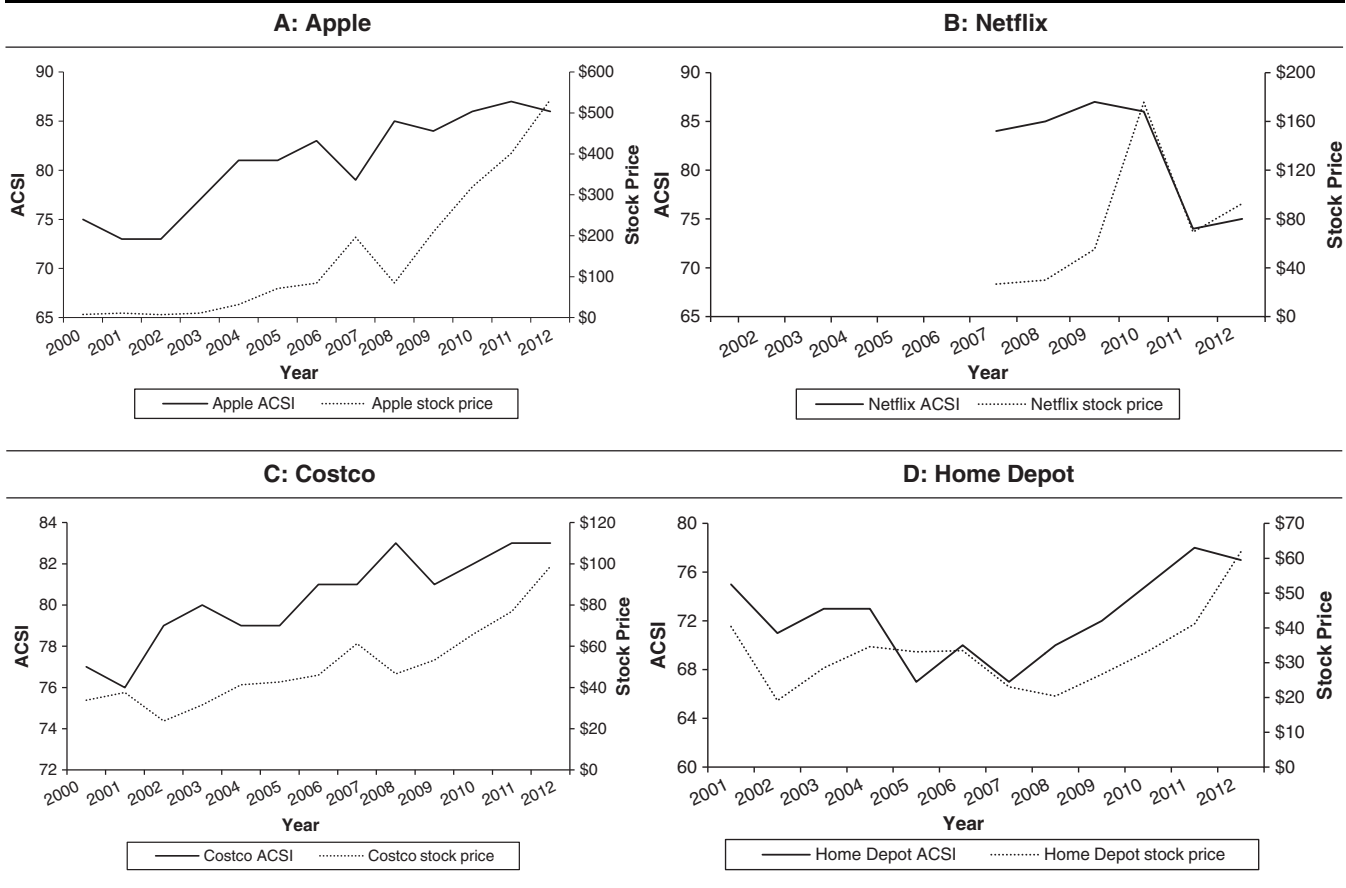 A: Apple
90
85
80
75
70
65
ACSI
$600
$500
$400
$300
$200
$100
$0
Stock Price
2000 2001 2002 2003 2004 2005 2006 2007 2008 2009 2010 2011 2012
Year
Apple ACSI Apple stock price
B: Netflix
90
85
80
75
70
65
ACSI
$200
$160
$120
$80
$40
$0
Stock Price
2002 2003 2004 2005 2006 2007 2008 2009 2010 2011 2012
Year
Netflix ACSI Netflix stock price
C: Costco
84
82
80
78
76
74
72
ACSI
$120
$100
$80
$60
$40
$20
$0
Stock Price
2000 2001 2002 2003 2004 2005 2006 2007 2008 2009 2010 2011 2012
Year
Costco ACSI Costco stock price
D: Home Depot
80
76
72
68
64
60
ACSI
$70
$60
$50
$40
$30
$20
$10
$0
Stock Price
2001 2002 2003 2004 2005 2006 2007 2008 2009 2010 2011 2012
Year
Home Depot ACSI Home Depot stock price